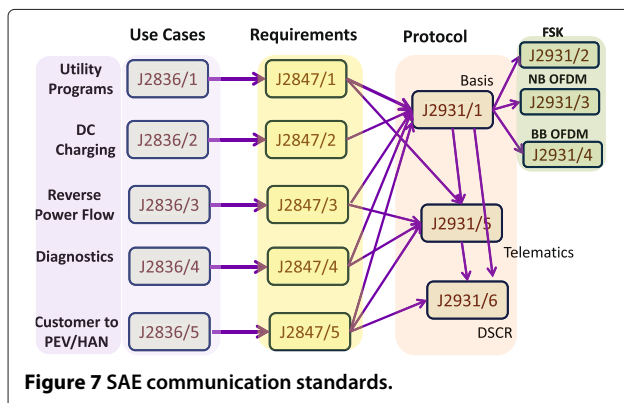 Use Cases Requirements Protocol FSK
J2931/2
Utility Programs J2836/1 J2847/1 Basis NB OFDM
J2931/1 J2931/3
DC Charging J2836/2 J2847/2 BB OFDM
J2931/4
Reverse Power Flow J2836/3 J2847/3
J2931/5
Telematics
Diagnostics J2836/4 J2847/4
J2931/6
Customer to PEV/HAN J2836/5 J2847/5 DSCR
Figure 7 SAE communication standards.